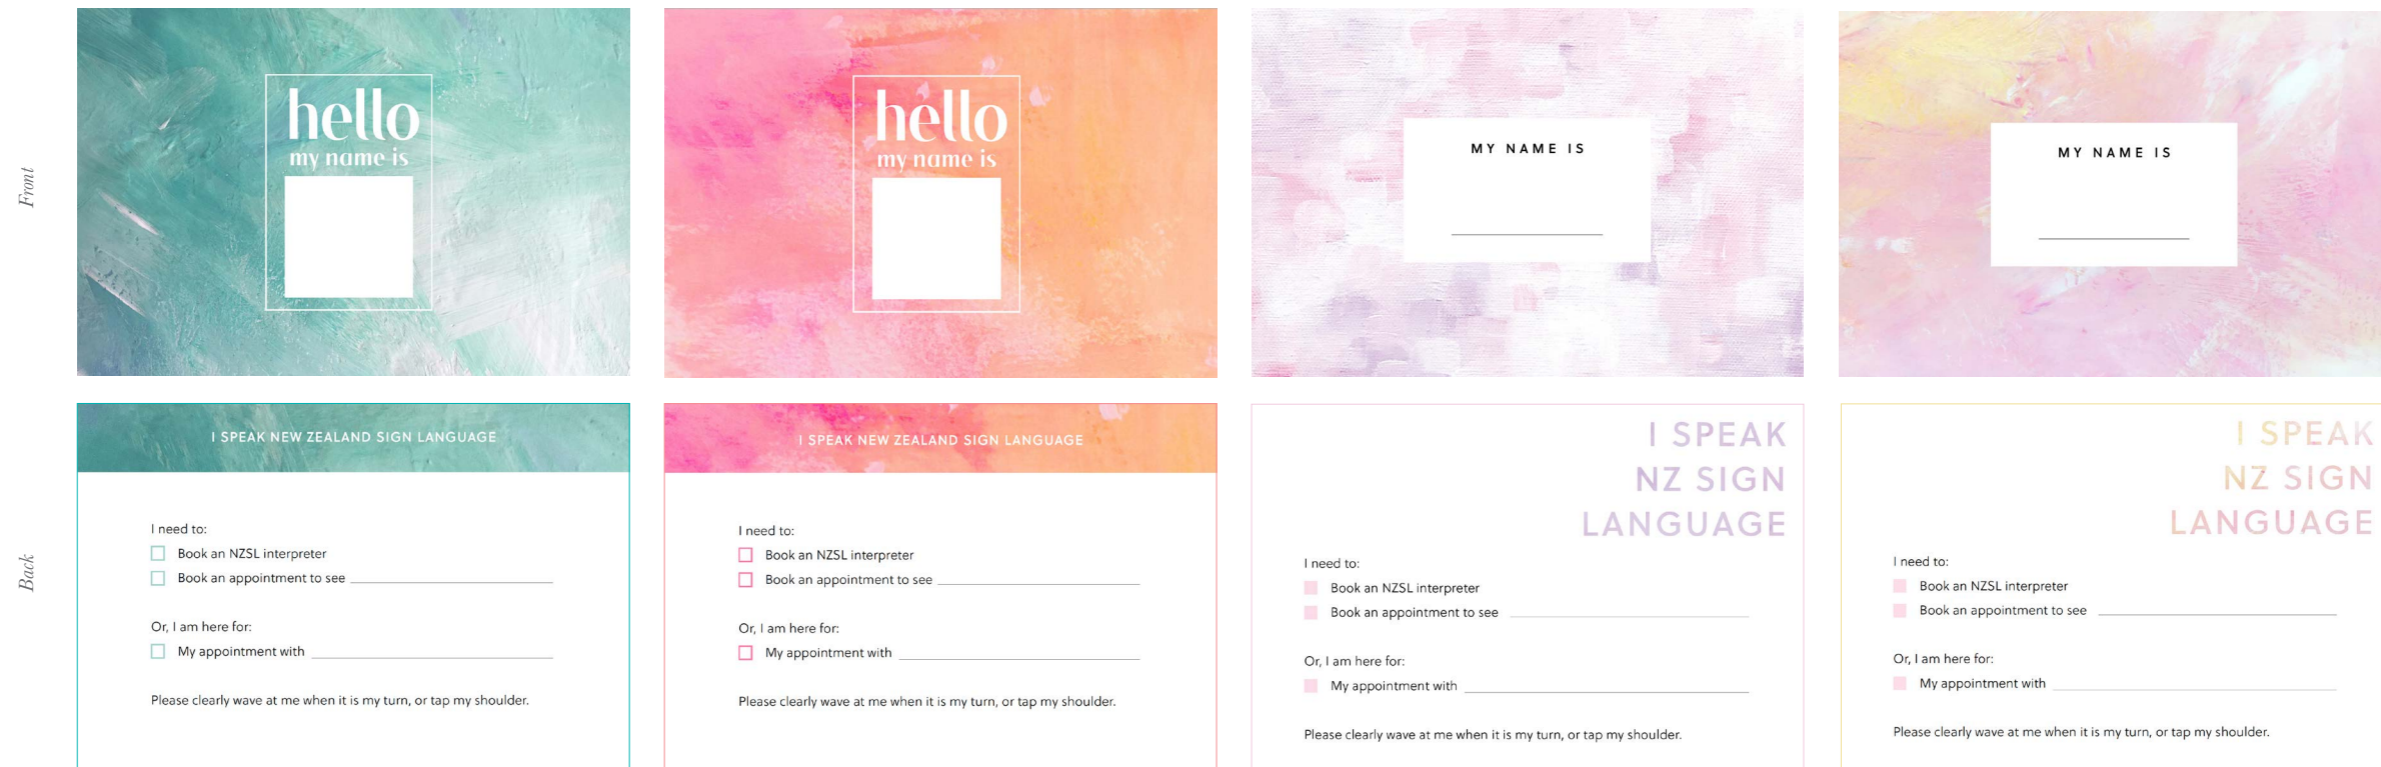 Front
hello
my name is
hello
my name is
MY NAME IS
MY NAME IS
Back
I SPEAK NEW ZEALAND SIGN LANGUAGE
I need to:
Book an NZSL interpreter
Book an appointment to see
Or, I am here for:
My appointment with
Please clearly wave at me when it is my turn, or tap my shoulder.
I SPEAK NEW ZEALAND SIGN LANGUAGE
I need to:
Book an NZSL interpreter
Book an appointment to see
Or, I am here for:
My appointment with
Please clearly wave at me when it is my turn, or tap my shoulder.
I SPEAK
NZ SIGN
LANGUAGE
I need to:
Book an NZSL interpreter
Book an appointment to see
Or, I am here for:
My appointment with
Please clearly wave at me when it is my turn, or tap my shoulder.
I SPEAK
NZ SIGN
LANGUAGE
I need to:
Book an NZSL interpreter
Book an appointment to see
Or, I am here for:
My appointment with
Please clearly wave at me when it is my turn, or tap my shoulder.